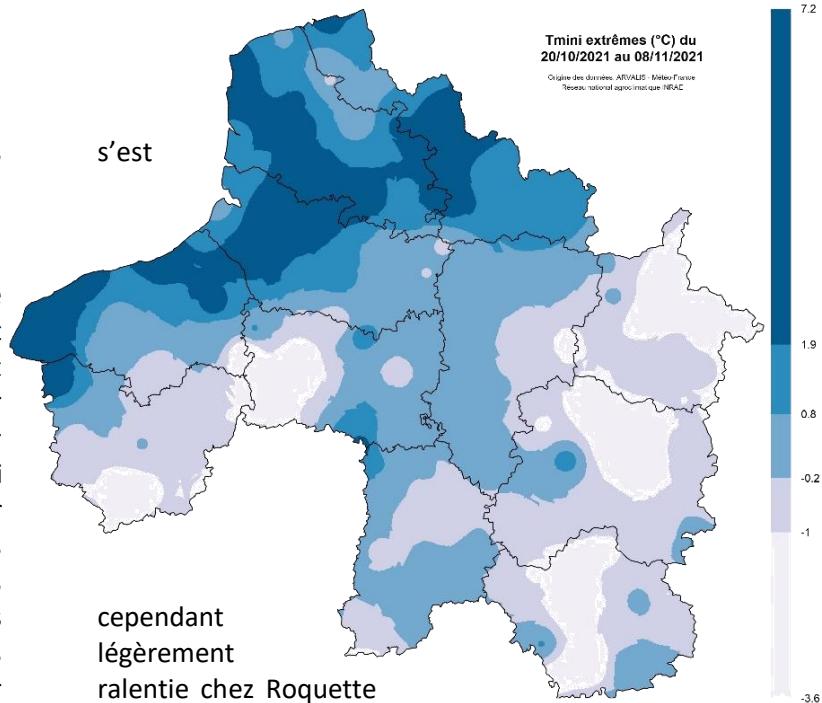 7.2
Tmini extrêmes (°C) du
20/10/2021 au 08/11/2021
Origine des données: ARVALIS - Météo-France
Réseau national agroclimatique INRAE
s’est
1.9
0.8
-0.2
-1
cependant
légèrement
ralentie chez Roquette
-3.6